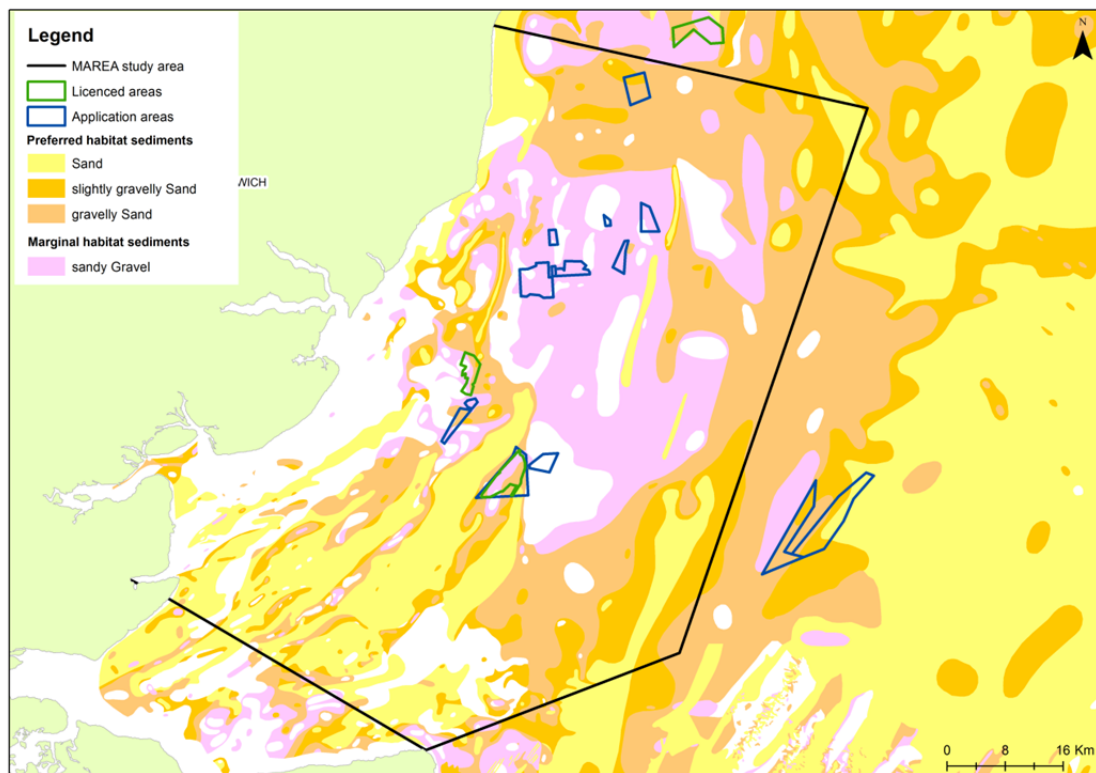 Legend
MAREA study area
Licenced areas
Application areas
Preferred habitat sediments
Sand
slightly gravelly Sand
gravelly Sand
Marginal habitat sediments
sandy Gravel
WICH
N
0 8 16 Km